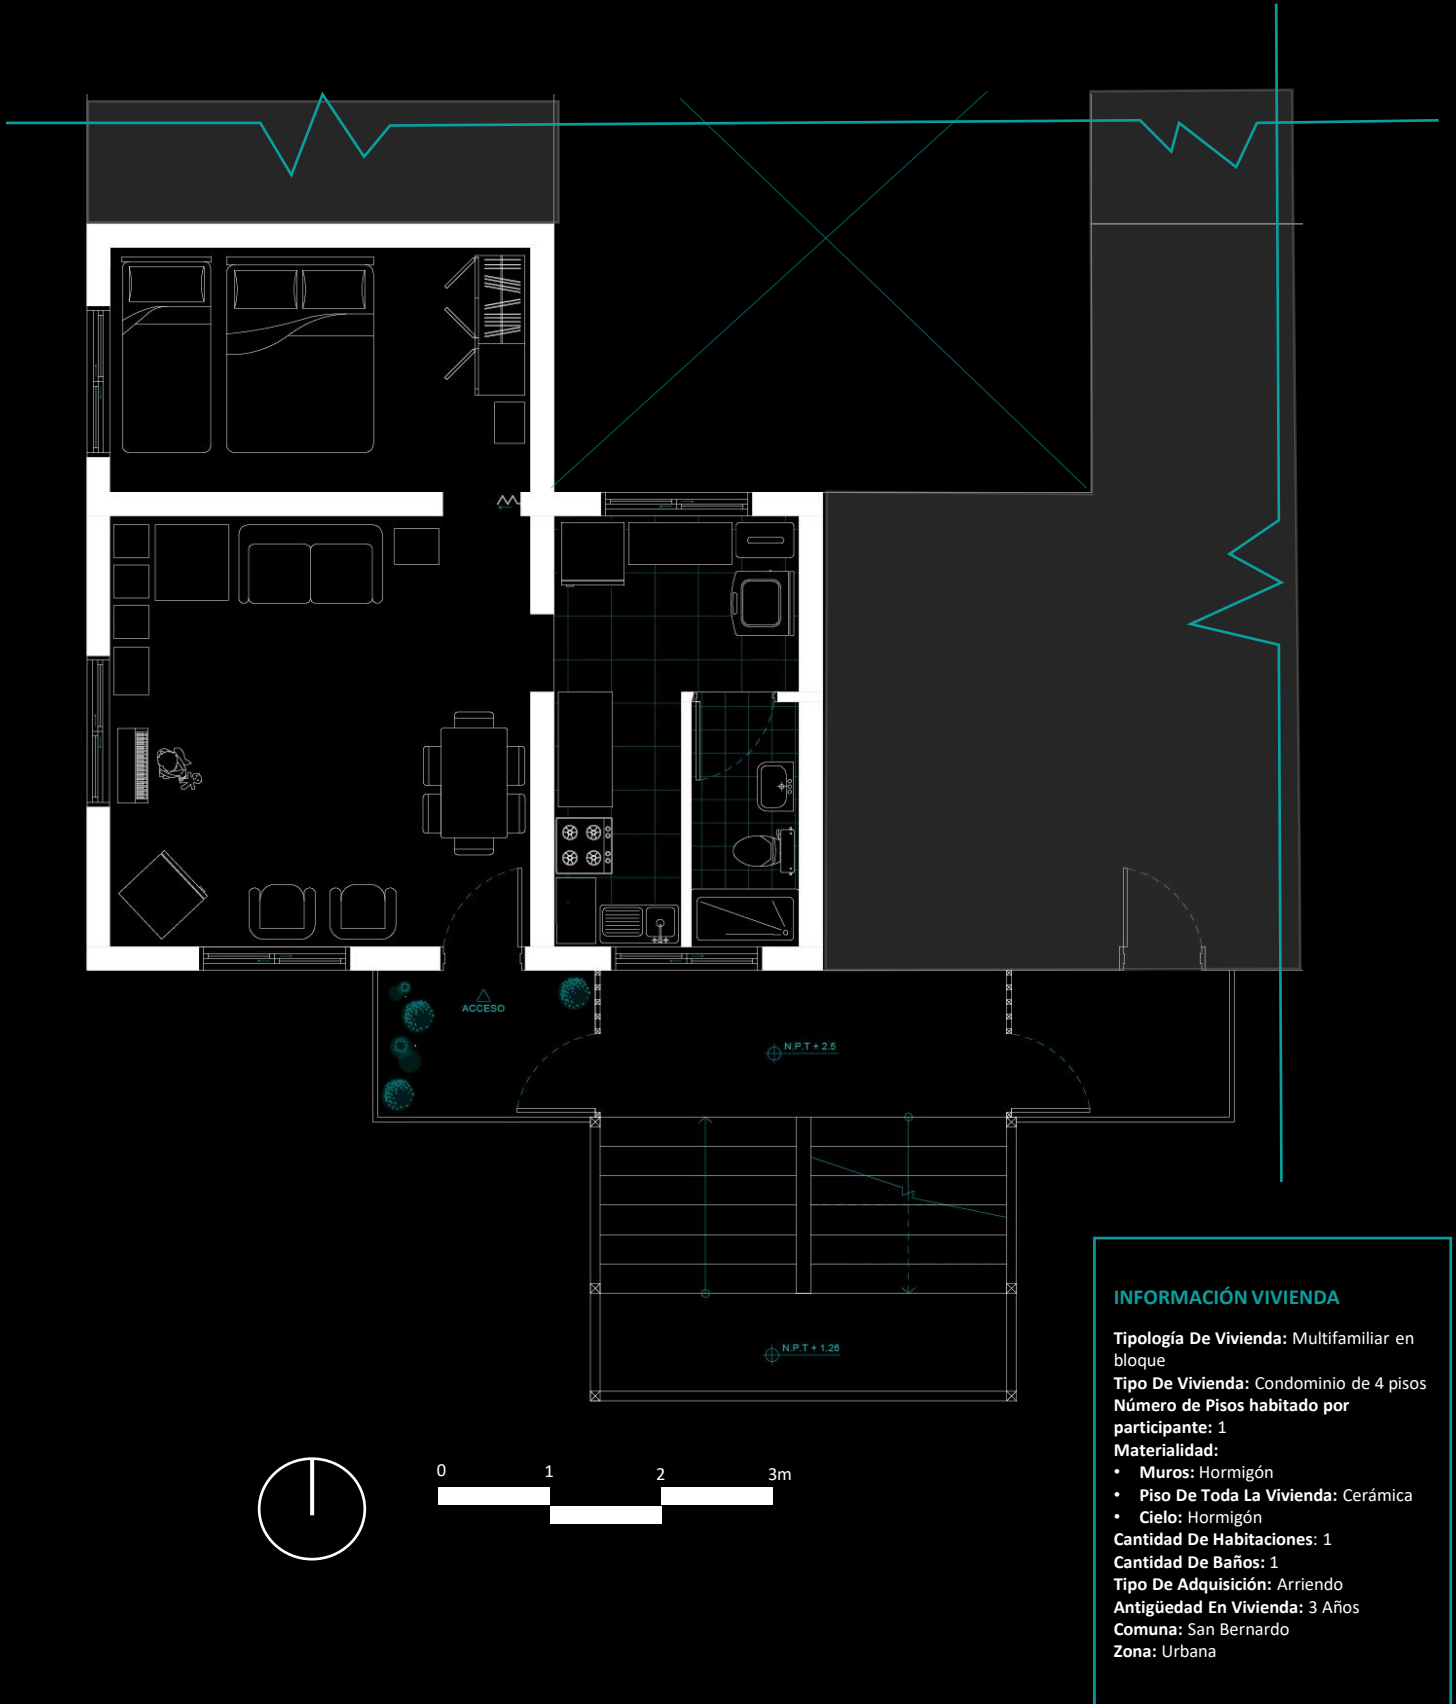 ACCESO
N.P.T + 2.5
N.P.T + 1.26
0 1 2 3m
INFORMACIÓN VIVIENDA
Tipología De Vivienda: Multifamiliar en
bloque
Tipo De Vivienda: Condominio de 4 pisos
Número de Pisos habitado por
participante: 1
Materialidad:
• Muros: Hormigón
• Piso De Toda La Vivienda: Cerámica
• Cielo: Hormigón
Cantidad De Habitaciones: 1
Cantidad De Baños: 1
Tipo De Adquisición: Arriendo
Antigüedad En Vivienda: 3 Años
Comuna: San Bernardo
Zona: Urbana